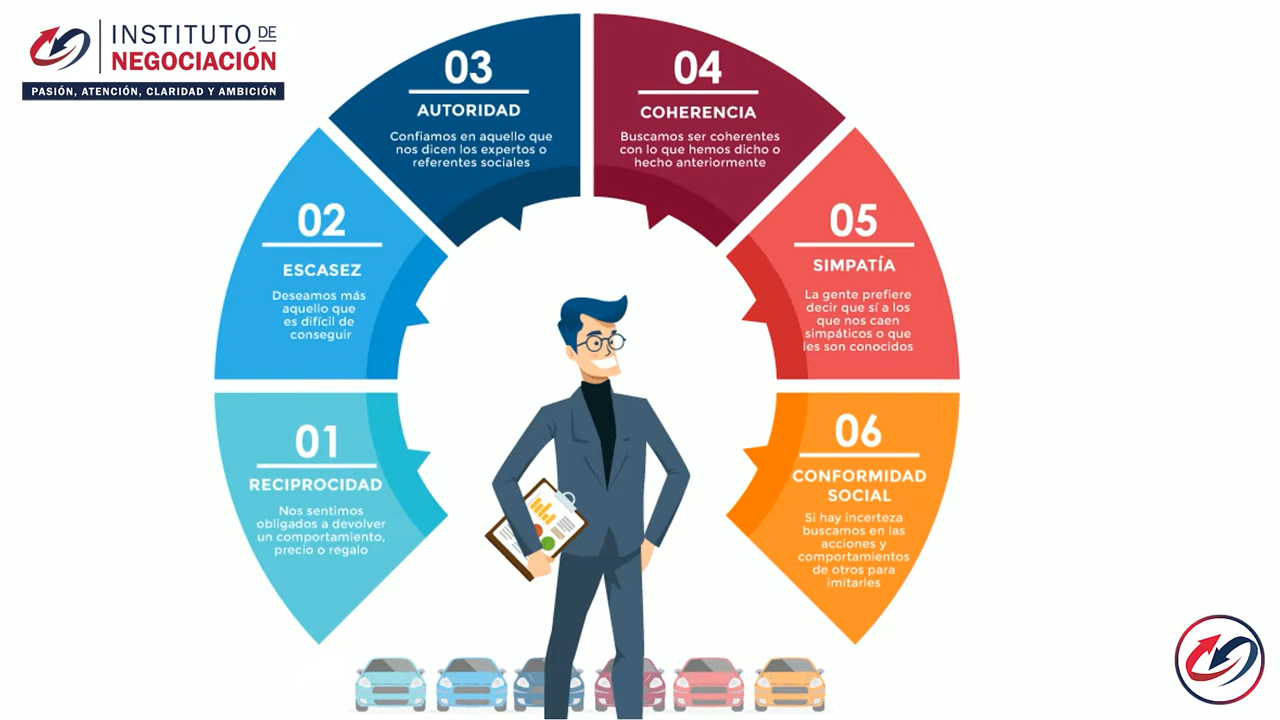 INSTITUTO DE
NEGOCIACIÓN
PASIÓN, ATENCIÓN, CLARIDAD Y AMBICIÓN
01
RECIPROCIDAD
Nos sentimos
obligados a devolver
un comportamiento,
precio o regalo
02
ESCASEZ
Deseamos más
aquello que
es difícil de
conseguir
03
AUTORIDAD
Confiamos en aquello que
nos dicen los expertos o
referentes sociales
04
COHERENCIA
Buscamos ser coherentes
con lo que hemos dicho o
hecho anteriormente
05
SIMPATÍA
La gente prefiere
decir que sí a los
que nos caen
simpáticos o que
les son conocidos
06
CONFORMIDAD
SOCIAL
Si hay incerteza
buscamos en las
acciones y
comportamientos
de otros para
imitarles